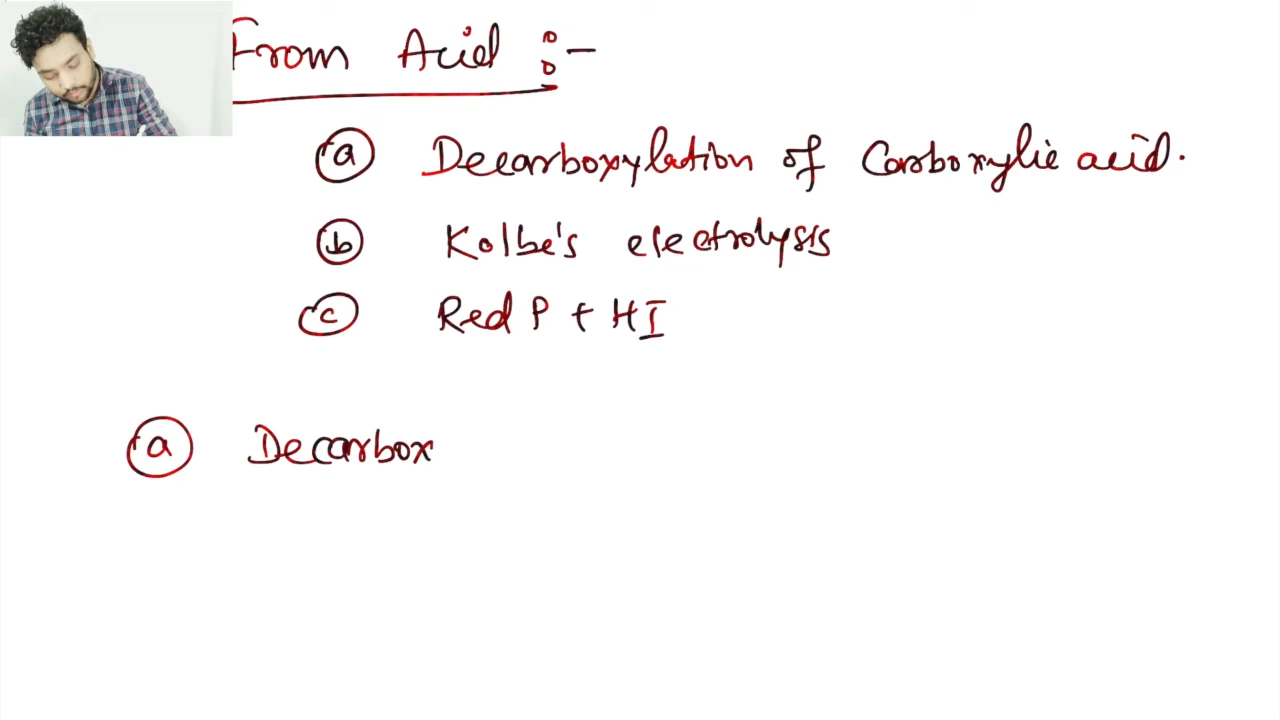 From Acid :-
(a) Decarboxylation of Carboxylic acid.
(b) Kolbe's electrolysis
(c) Red P + HI
(a) Decarbox